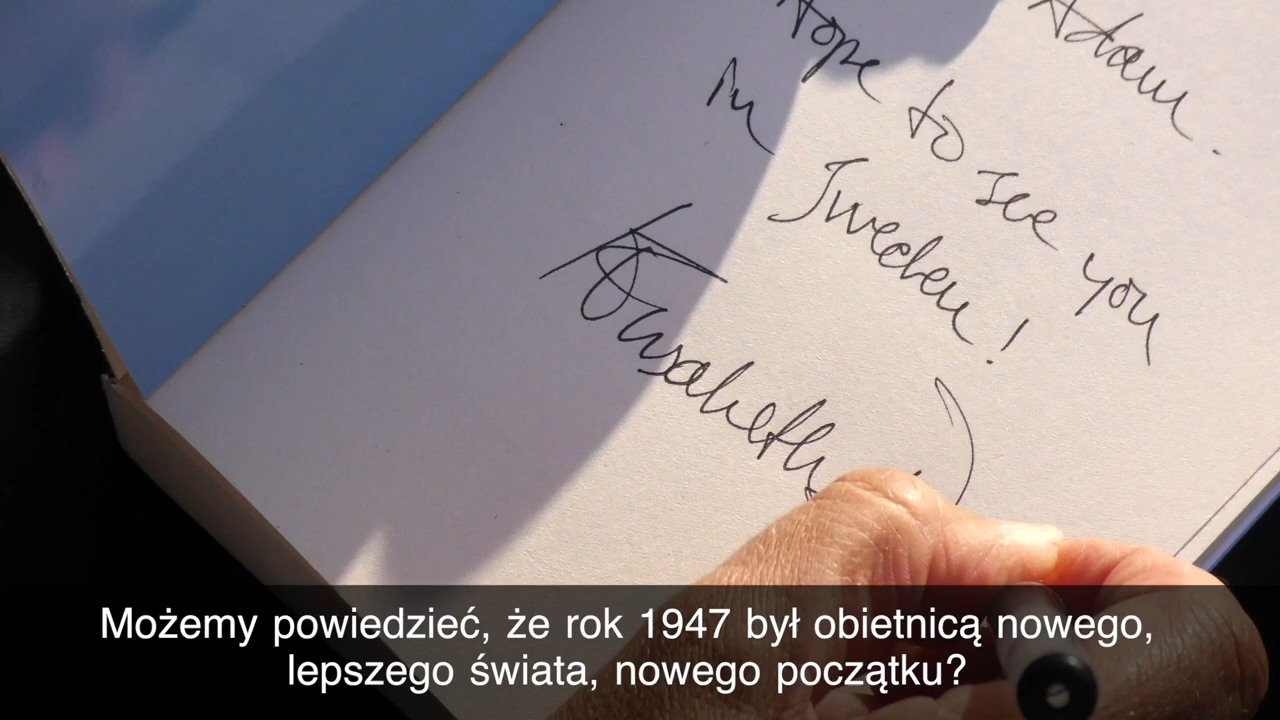 Adam.
Hope to see you
in Sweden!
Elisabeth
Możemy powiedzieć, że rok 1947 był obietnicą nowego,
lepszego świata, nowego początku?